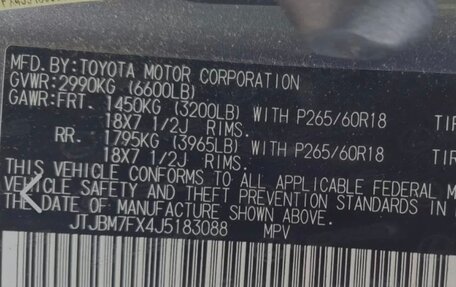 MFD. BY:TOYOTA MOTOR CORPORATION
GVWR:2990KG (6600LB)
GAWR:FRT. 1450KG (3200LB) WITH P265/60R18 TIR
18X7 1/2J RIMS.
RR. 1795KG (3965LB) WITH P265/60R18 TIR
18X7 1/2J RIMS.
THIS VEHICLE CONFORMS TO ALL APPLICABLE FEDERAL M
VEHICLE SAFETY AND THEFT PREVENTION STANDARDS IN
THE DATE OF MANUFACTURE SHOWN ABOVE.
JTJBM7FX4J5183088 MPV